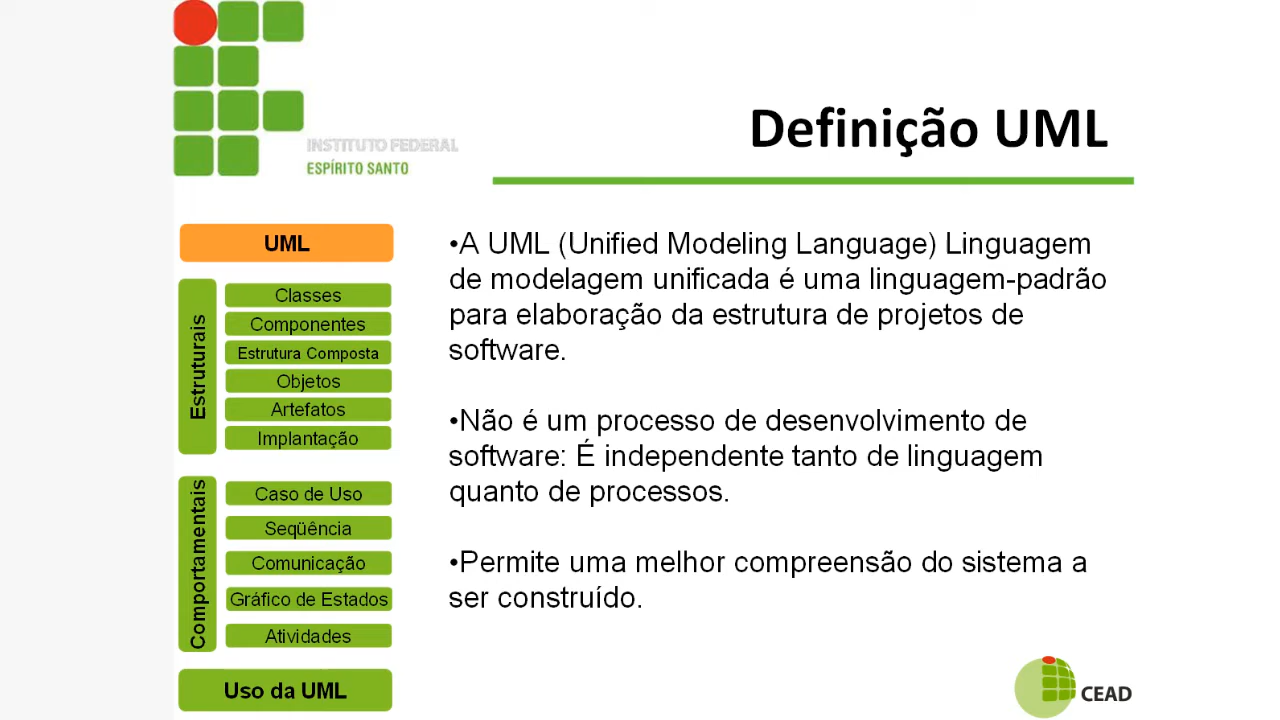 INSTITUTO FEDERAL
ESPÍRITO SANTO
Definição UML
UML
Estruturais
Classes
Componentes
Estrutura Composta
Objetos
Artefatos
Implantação
Comportamentais
Caso de Uso
Seqüência
Comunicação
Gráfico de Estados
Atividades
Uso da UML
•A UML (Unified Modeling Language) Linguagem
de modelagem unificada é uma linguagem-padrão
para elaboração da estrutura de projetos de
software.
•Não é um processo de desenvolvimento de
software: É independente tanto de linguagem
quanto de processos.
•Permite uma melhor compreensão do sistema a
ser construído.
CEAD